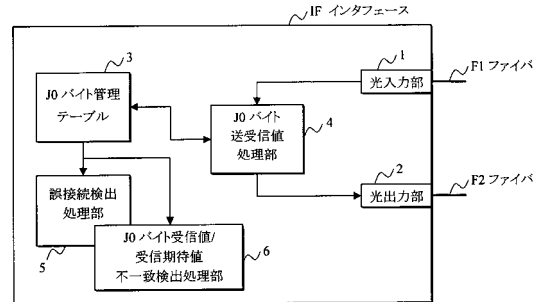 IF インタフェース
1
F1 ファイバ
光入力部
3
J0 バイト管理
テーブル
J0 バイト
送受信値
処理部
4
2
F2 ファイバ
光出力部
誤接続検出
処理部
5
J0 バイト受信値/
受信期待値
不一致検出処理部
6